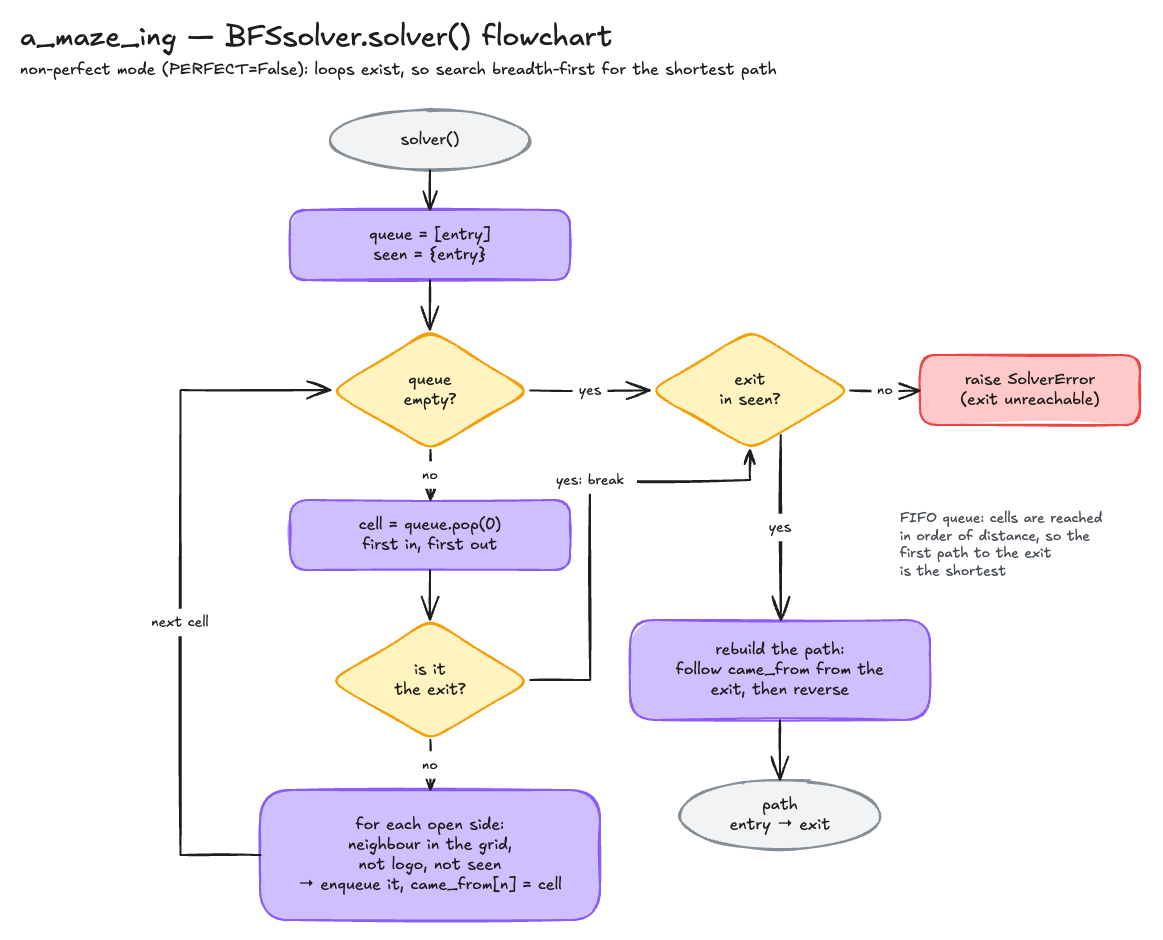 a_maze_ing — BFSsolver.solver() flowchart
non-perfect mode (PERFECT=False): loops exist, so search breadth-first for the shortest path
solver()
queue = [entry]
seen = {entry}
queue
empty?
yes
exit
in seen?
no
raise SolverError
(exit unreachable)
no
yes: break
cell = queue.pop(0)
first in, first out
yes
FIFO queue: cells are reached
in order of distance, so the
first path to the exit
is the shortest
next cell
is it
the exit?
rebuild the path:
follow came_from from the
exit, then reverse
no
for each open side:
neighbour in the grid,
not logo, not seen
→ enqueue it, came_from[n] = cell
path
entry → exit